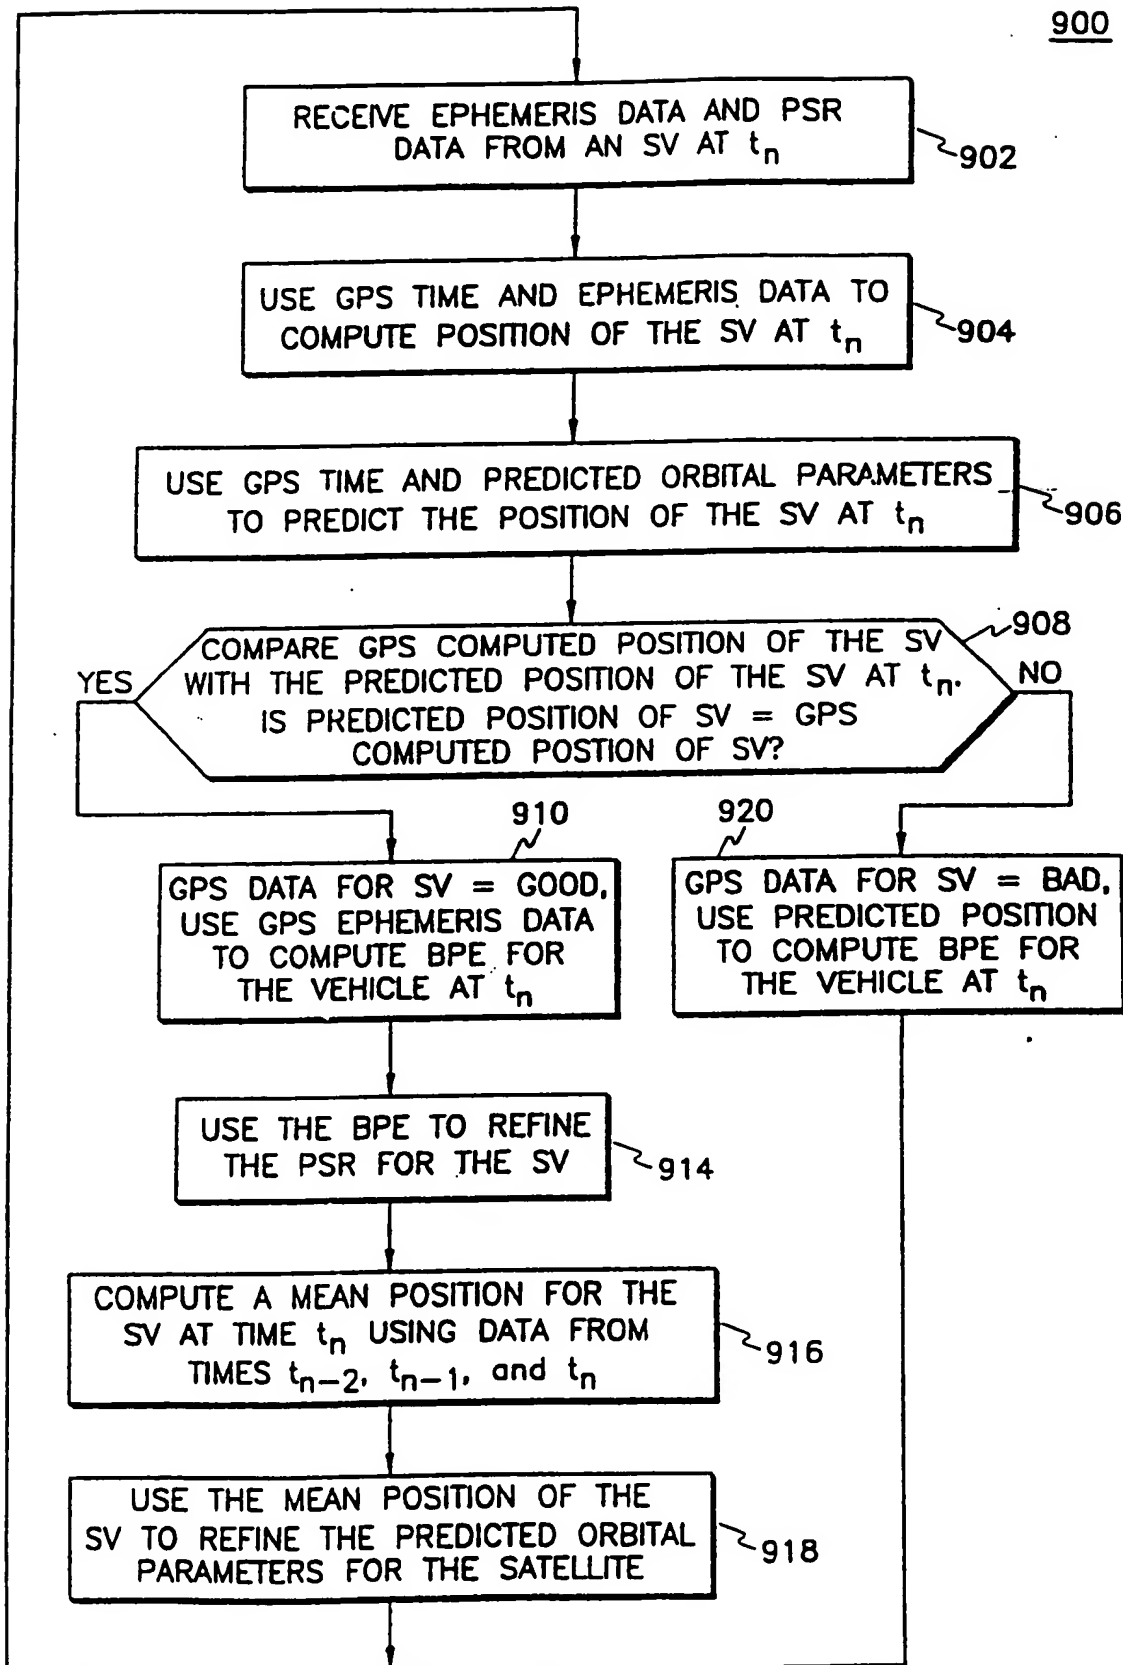 900
RECEIVE EPHEMERIS DATA AND PSR
DATA FROM AN SV AT tn
902
USE GPS TIME AND EPHEMERIS DATA TO
COMPUTE POSITION OF THE SV AT tn
904
USE GPS TIME AND PREDICTED ORBITAL PARAMETERS
TO PREDICT THE POSITION OF THE SV AT tn
906
COMPARE GPS COMPUTED POSITION OF THE SV
WITH THE PREDICTED POSITION OF THE SV AT tn.
IS PREDICTED POSITION OF SV = GPS
COMPUTED POSTION OF SV?
908
YES
NO
910
GPS DATA FOR SV = GOOD,
USE GPS EPHEMERIS DATA
TO COMPUTE BPE FOR
THE VEHICLE AT tn
920
GPS DATA FOR SV = BAD,
USE PREDICTED POSITION
TO COMPUTE BPE FOR
THE VEHICLE AT tn
USE THE BPE TO REFINE
THE PSR FOR THE SV
914
COMPUTE A MEAN POSITION FOR THE
SV AT TIME tn USING DATA FROM
TIMES tn-2, tn-1, and tn
916
USE THE MEAN POSITION OF THE
SV TO REFINE THE PREDICTED ORBITAL
PARAMETERS FOR THE SATELLITE
918